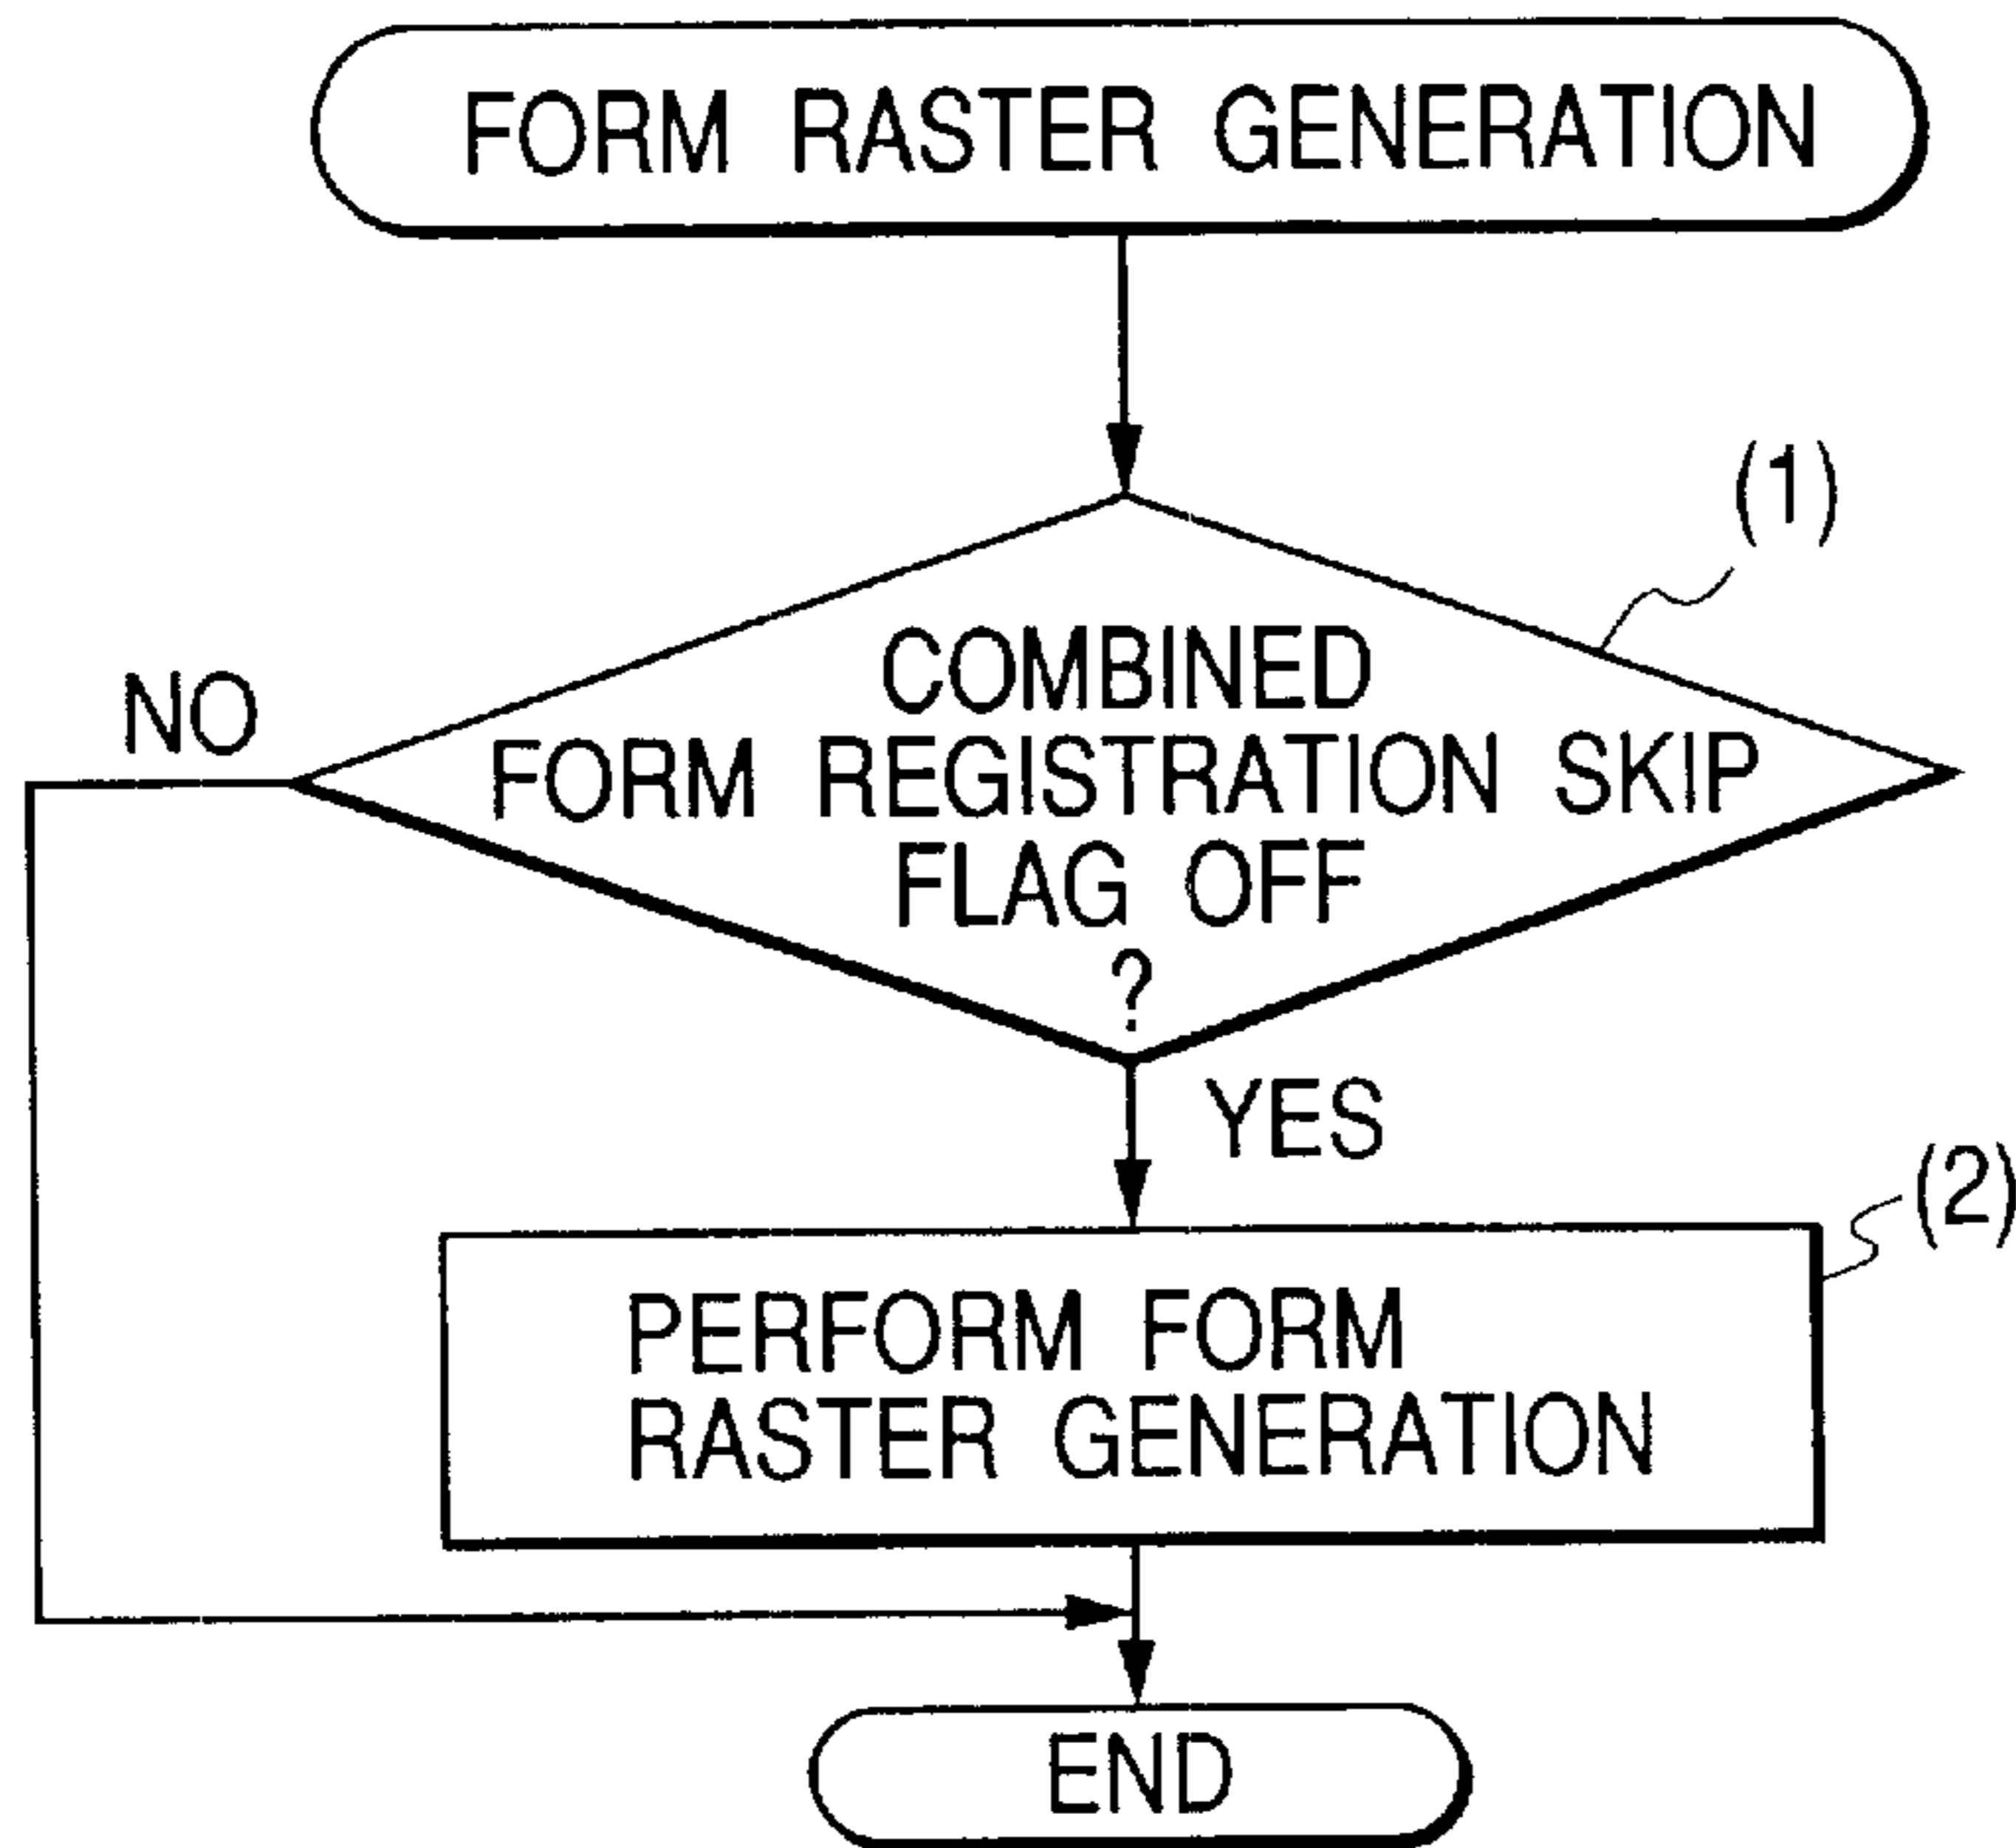 FORM RASTER GENERATION
(1)
COMBINED
FORM REGISTRATION SKIP
FLAG OFF
?
NO
YES
(2)
PERFORM FORM
RASTER GENERATION
END